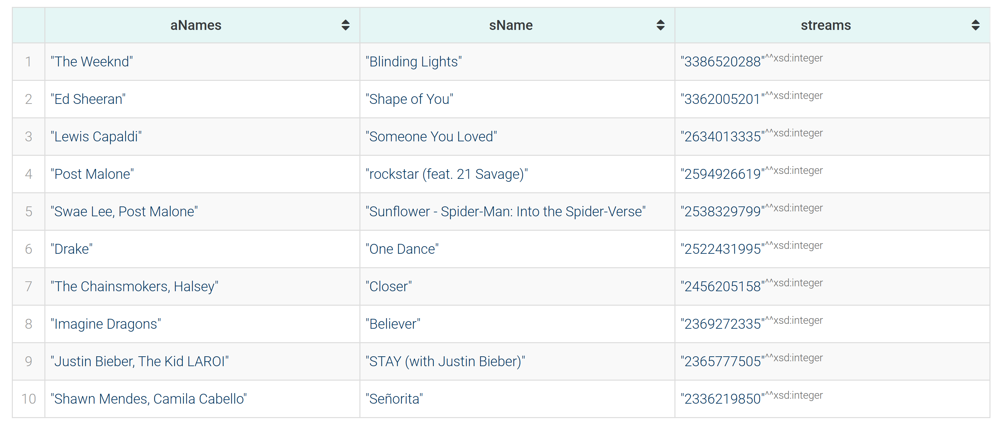 aNames sName streams
1 "The Weeknd" "Blinding Lights" "3386520288"^^xsd:integer
2 "Ed Sheeran" "Shape of You" "3362005201"^^xsd:integer
3 "Lewis Capaldi" "Someone You Loved" "2634013335"^^xsd:integer
4 "Post Malone" "rockstar (feat. 21 Savage)" "2594926619"^^xsd:integer
5 "Swae Lee, Post Malone" "Sunflower - Spider-Man: Into the Spider-Verse" "2538329799"^^xsd:integer
6 "Drake" "One Dance" "2522431995"^^xsd:integer
7 "The Chainsmokers, Halsey" "Closer" "2456205158"^^xsd:integer
8 "Imagine Dragons" "Believer" "2369272335"^^xsd:integer
9 "Justin Bieber, The Kid LAROI" "STAY (with Justin Bieber)" "2365777505"^^xsd:integer
10 "Shawn Mendes, Camila Cabello" "Señorita" "2336219850"^^xsd:integer